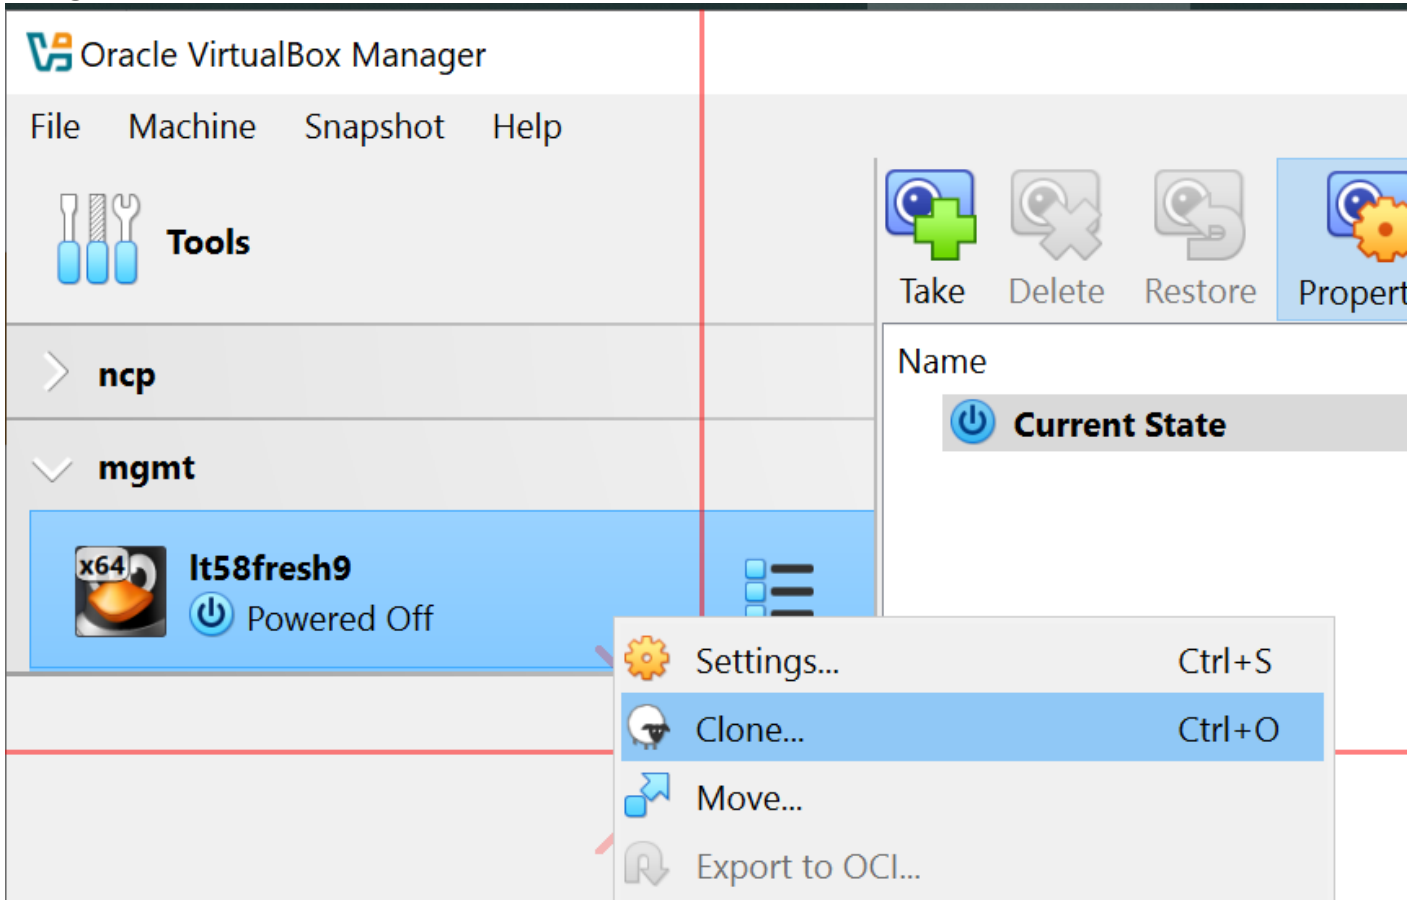 Oracle VirtualBox Manager
File Machine Snapshot Help
Tools
Take Delete Restore Propert
ncp
Name
Current State
mgmt
x64
lt58fresh9
Powered Off
Settings... Ctrl+S
Clone... Ctrl+O
Move...
Export to OCI...